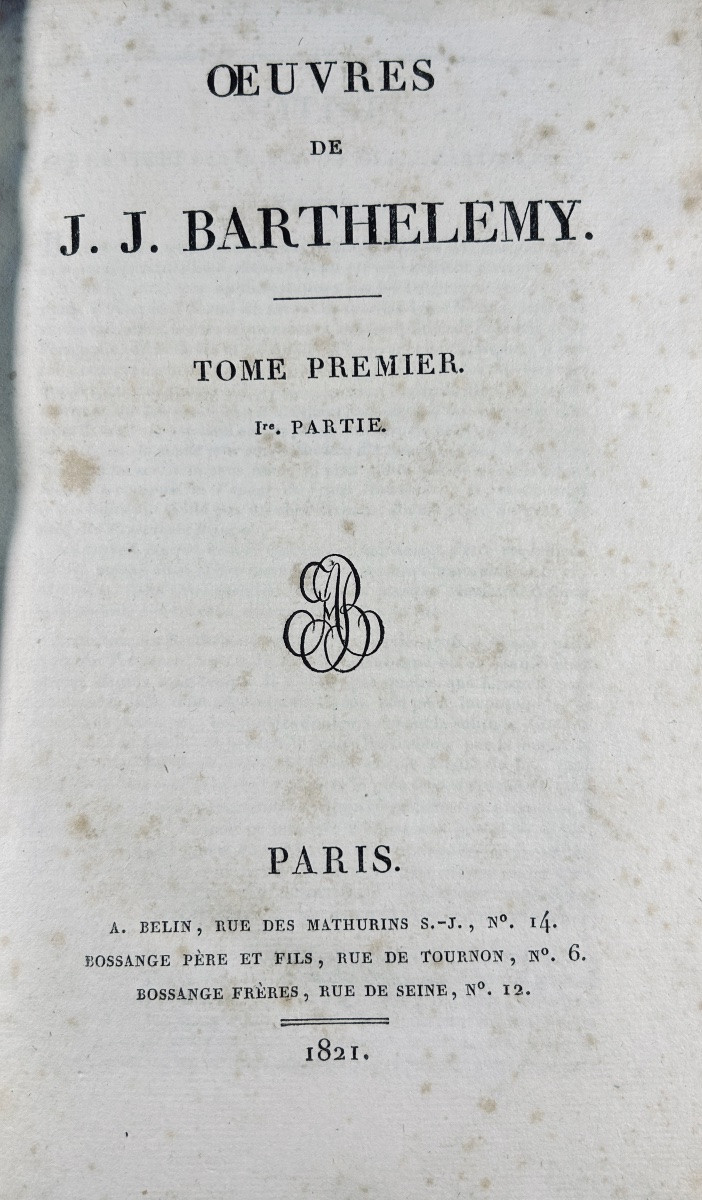 ŒUVRES
DE
J. J. BARTHELEMY.
TOME PREMIER.
Iʳᵉ. PARTIE.
PARIS.
A. BELIN, RUE DES MATHURINS S.-J., Nº. 14.
BOSSANGE PÈRE ET FILS, RUE DE TOURNON, Nº. 6.
BOSSANGE FRÈRES, RUE DE SEINE, Nº. 12.
1821.